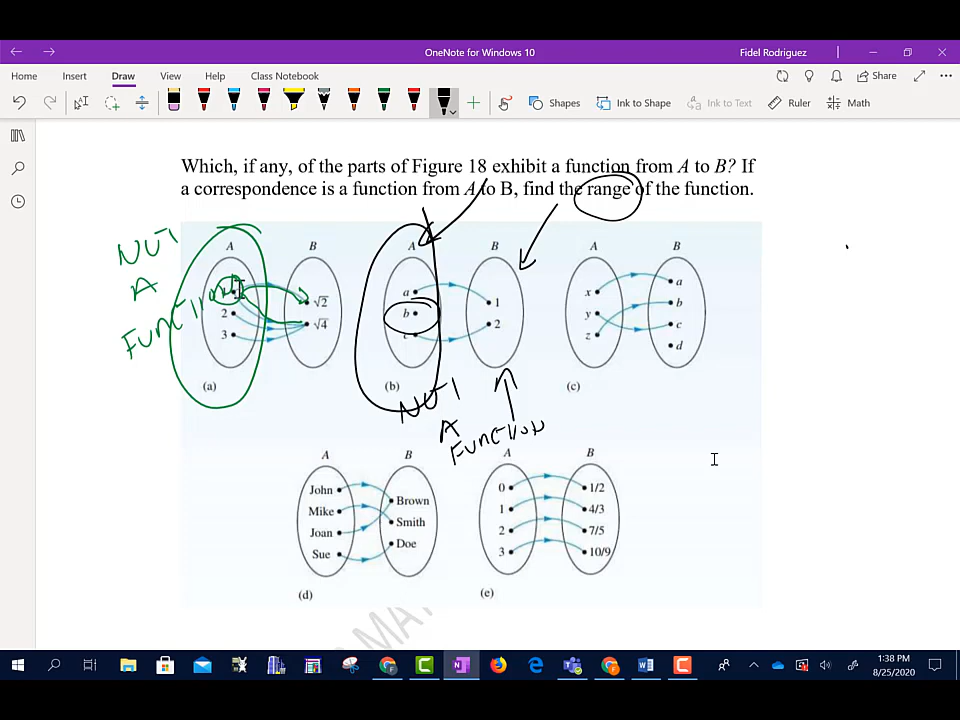 OneNote for Windows 10
Fidel Rodriguez
Home Insert Draw View Help Class Notebook
Share
Shapes Ink to Shape Ink to Text Ruler Math
Which, if any, of the parts of Figure 18 exhibit a function from A to B? If
a correspondence is a function from A to B, find the range of the function.
NOT
A
FUNCTION
A B
√2
2 √4
3
(a)
A B
a 1
b 2
c
(b)
NOT
A
FUNCTION
A B
x a
y b
z c
d
(c)
A B
John Brown
Mike Smith
Joan Doe
Sue
(d)
A B
0 1/2
1 4/3
2 7/5
3 10/9
(e)
1:38 PM
8/25/2020